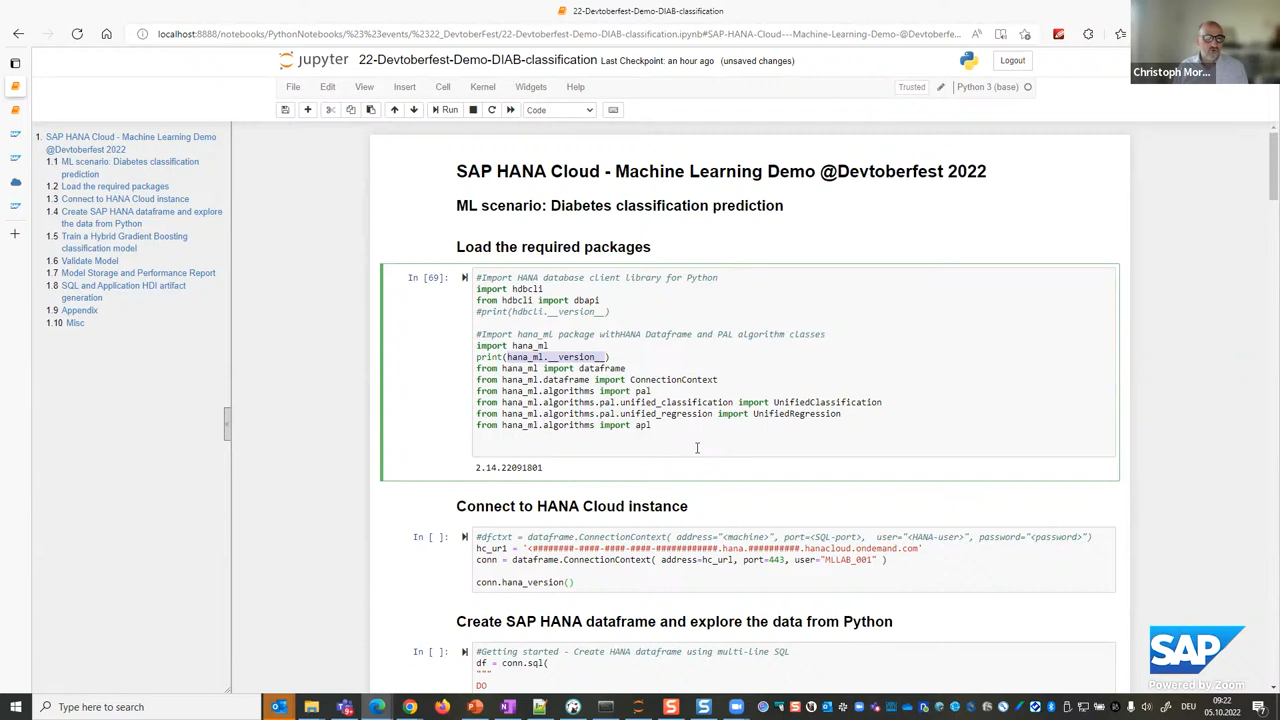 22-Devtoberfest-Demo-DIAB-classification
localhost:8888/notebooks/PythonNotebooks/%23%23events/%2322_DevtoberFest/22-Devtoberfest-Demo-DIAB-classification.ipynb#SAP-HANA-Cloud---Machine-Learning-Demo-@Devtoberfe...
Christoph Mor...
jupyter 22-Devtoberfest-Demo-DIAB-classification Last Checkpoint: an hour ago (unsaved changes)
Logout
File Edit View Insert Cell Kernel Widgets Help
Trusted
Python 3 (base)
Run
Code
1. SAP HANA Cloud - Machine Learning Demo
@Devtoberfest 2022
1.1 ML scenario: Diabetes classification
prediction
1.2 Load the required packages
1.3 Connect to HANA Cloud instance
1.4 Create SAP HANA dataframe and explore
the data from Python
1.5 Train a Hybrid Gradient Boosting
classification model
1.6 Validate Model
1.7 Model Storage and Performance Report
1.8 SQL and Application HDI artifact
generation
1.9 Appendix
1.10 Misc
SAP HANA Cloud - Machine Learning Demo @Devtoberfest 2022
ML scenario: Diabetes classification prediction
Load the required packages
In [69]:
#Import HANA database client library for Python
import hdbcli
from hdbcli import dbapi
#print(hdbcli.__version__)
#Import hana_ml package withHANA Dataframe and PAL algorithm classes
import hana_ml
print(hana_ml.__version__)
from hana_ml import dataframe
from hana_ml.dataframe import ConnectionContext
from hana_ml.algorithms import pal
from hana_ml.algorithms.pal.unified_classification import UnifiedClassification
from hana_ml.algorithms.pal.unified_regression import UnifiedRegression
from hana_ml.algorithms import apl
2.14.22091801
Connect to HANA Cloud instance
In [ ]:
#dfctxt = dataframe.ConnectionContext( address="<machine>", port=<SQL-port>, user="<HANA-user>", password="<password>")
hc_url = '<########-####-####-####-############.hana.##########.hanacloud.ondemand.com'
conn = dataframe.ConnectionContext( address=hc_url, port=443, user="MLLAB_001" )
conn.hana_version()
Create SAP HANA dataframe and explore the data from Python
In [ ]:
#Getting started - Create HANA dataframe using multi-line SQL
df = conn.sql(
"""
DO
SAP
Powered by Zoom
Type here to search
09:22
05.10.2022